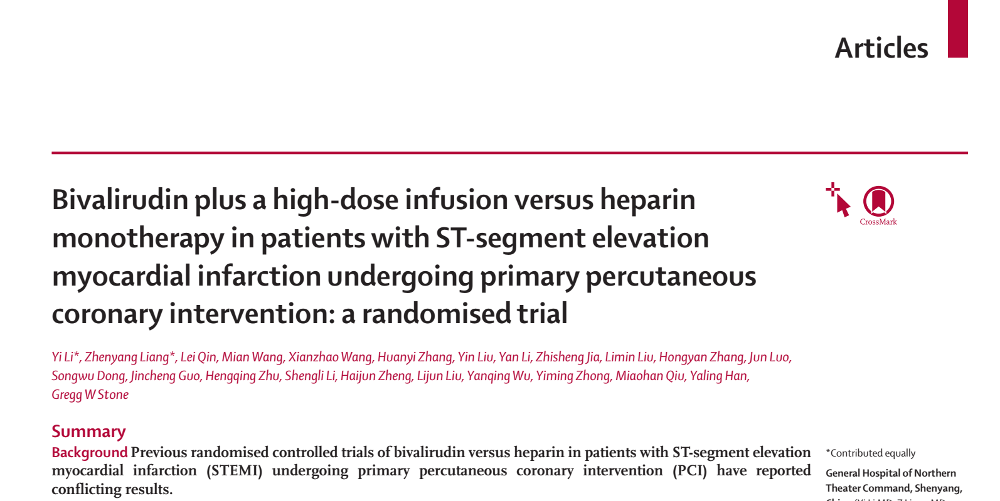 Articles
Bivalirudin plus a high-dose infusion versus heparin
monotherapy in patients with ST-segment elevation
myocardial infarction undergoing primary percutaneous
coronary intervention: a randomised trial
CrossMark
Yi Li*, Zhenyang Liang*, Lei Qin, Mian Wang, Xianzhao Wang, Huanyi Zhang, Yin Liu, Yan Li, Zhisheng Jia, Limin Liu, Hongyan Zhang, Jun Luo,
Songwu Dong, Jincheng Guo, Hengqing Zhu, Shengli Li, Haijun Zheng, Lijun Liu, Yanqing Wu, Yiming Zhong, Miaohan Qiu, Yaling Han,
Gregg W Stone
Summary
Background Previous randomised controlled trials of bivalirudin versus heparin in patients with ST-segment elevation
myocardial infarction (STEMI) undergoing primary percutaneous coronary intervention (PCI) have reported
conflicting results.
*Contributed equally
General Hospital of Northern
Theater Command, Shenyang,